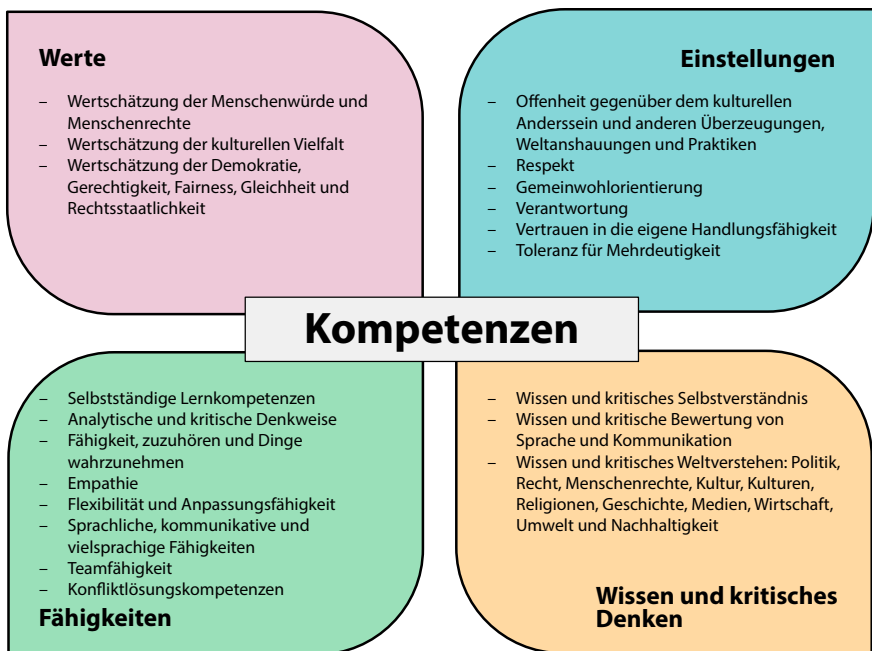 Werte
– Wertschätzung der Menschenwürde und
Menschenrechte
– Wertschätzung der kulturellen Vielfalt
– Wertschätzung der Demokratie,
Gerechtigkeit, Fairness, Gleichheit und
Rechtsstaatlichkeit
Einstellungen
– Offenheit gegenüber dem kulturellen
Anderssein und anderen Überzeugungen,
Weltanshauungen und Praktiken
– Respekt
– Gemeinwohlorientierung
– Verantwortung
– Vertrauen in die eigene Handlungsfähigkeit
– Toleranz für Mehrdeutigkeit
Kompetenzen
– Selbstständige Lernkompetenzen
– Analytische und kritische Denkweise
– Fähigkeit, zuzuhören und Dinge
wahrzunehmen
– Empathie
– Flexibilität und Anpassungsfähigkeit
– Sprachliche, kommunikative und
vielsprachige Fähigkeiten
– Teamfähigkeit
– Konfliktlösungskompetenzen
Fähigkeiten
– Wissen und kritisches Selbstverständnis
– Wissen und kritische Bewertung von
Sprache und Kommunikation
– Wissen und kritisches Weltverstehen: Politik,
Recht, Menschenrechte, Kultur, Kulturen,
Religionen, Geschichte, Medien, Wirtschaft,
Umwelt und Nachhaltigkeit
Wissen und kritisches
Denken